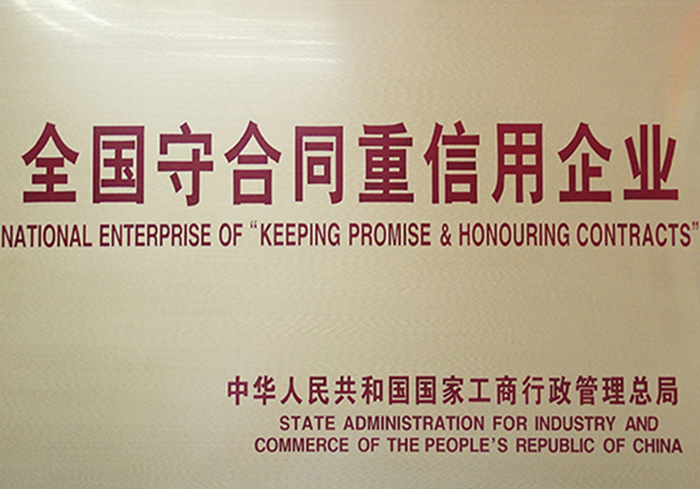 全国守合同重信用企业
NATIONAL ENTERPRISE OF "KEEPING PROMISE & HONOURING CONTRACTS"
中华人民共和国国家工商行政管理总局
STATE ADMINISTRATION FOR INDUSTRY AND
COMMERCE OF THE PEOPLE'S REPUBLIC OF CHINA